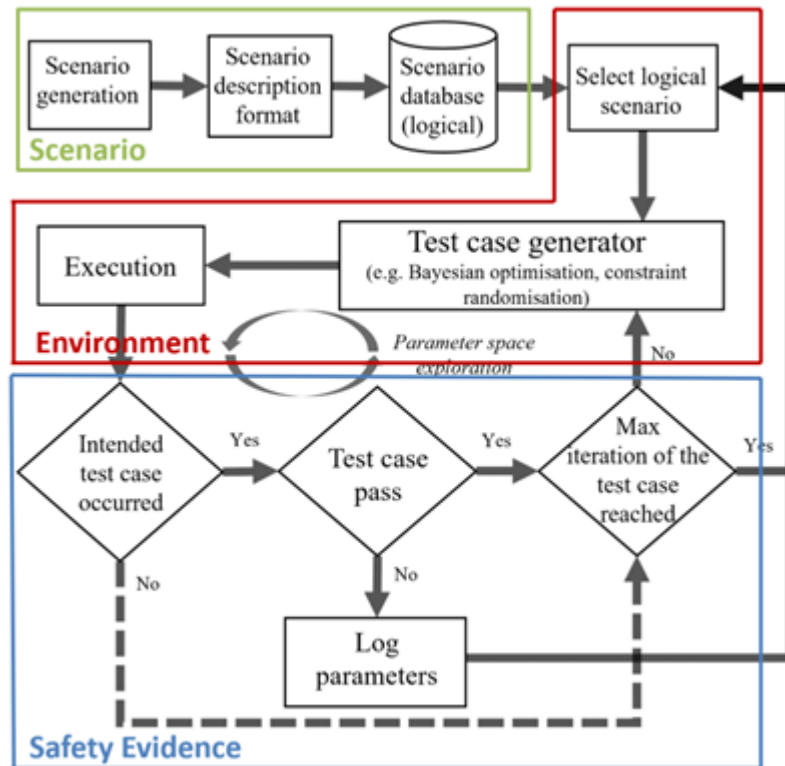 Scenario
generation
Scenario
description
format
Scenario
database
(logical)
Select logical
scenario
Scenario
Execution
Test case generator
(e.g. Bayesian optimisation, constraint
randomisation)
Environment
Parameter space
exploration
No
Intended
test case
occurred
Yes
Test case
pass
Yes
Max
iteration of the
test case
reached
Yes
No
No
Log
parameters
Safety Evidence